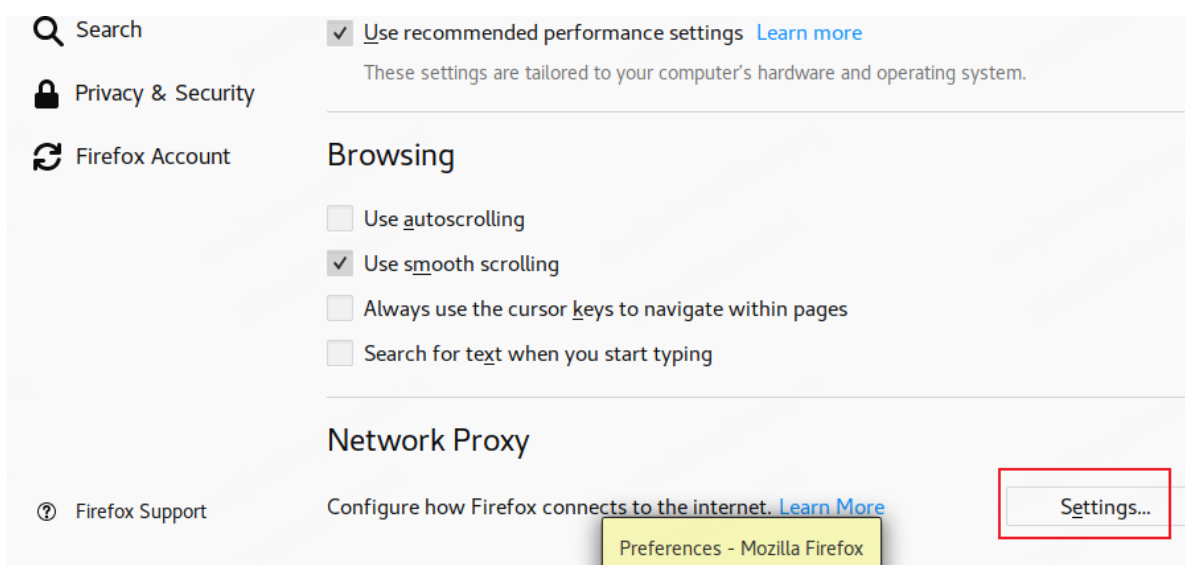 Search
Privacy & Security
Firefox Account
Firefox Support
Use recommended performance settings Learn more
These settings are tailored to your computer's hardware and operating system.
Browsing
Use autoscrolling
Use smooth scrolling
Always use the cursor keys to navigate within pages
Search for text when you start typing
Network Proxy
Configure how Firefox connects to the internet. Learn More
Settings...
Preferences - Mozilla Firefox